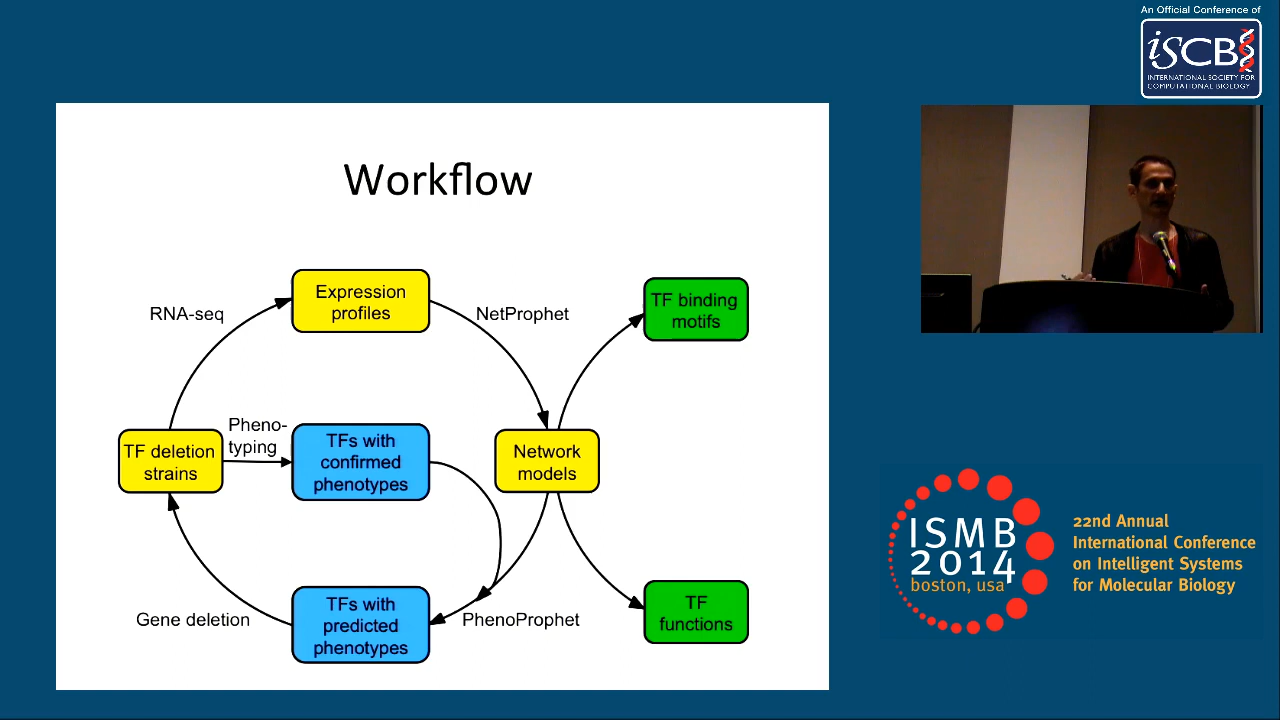 An Official Conference of
iSCB
INTERNATIONAL SOCIETY FOR
COMPUTATIONAL BIOLOGY
Workflow
Expression
profiles
RNA-seq
NetProphet
TF binding
motifs
Pheno-
typing
TF deletion
strains
TFs with
confirmed
phenotypes
Network
models
Gene deletion
TFs with
predicted
phenotypes
PhenoProphet
TF
functions
ISMB
2014
boston, usa
22nd Annual
International Conference
on Intelligent Systems
for Molecular Biology